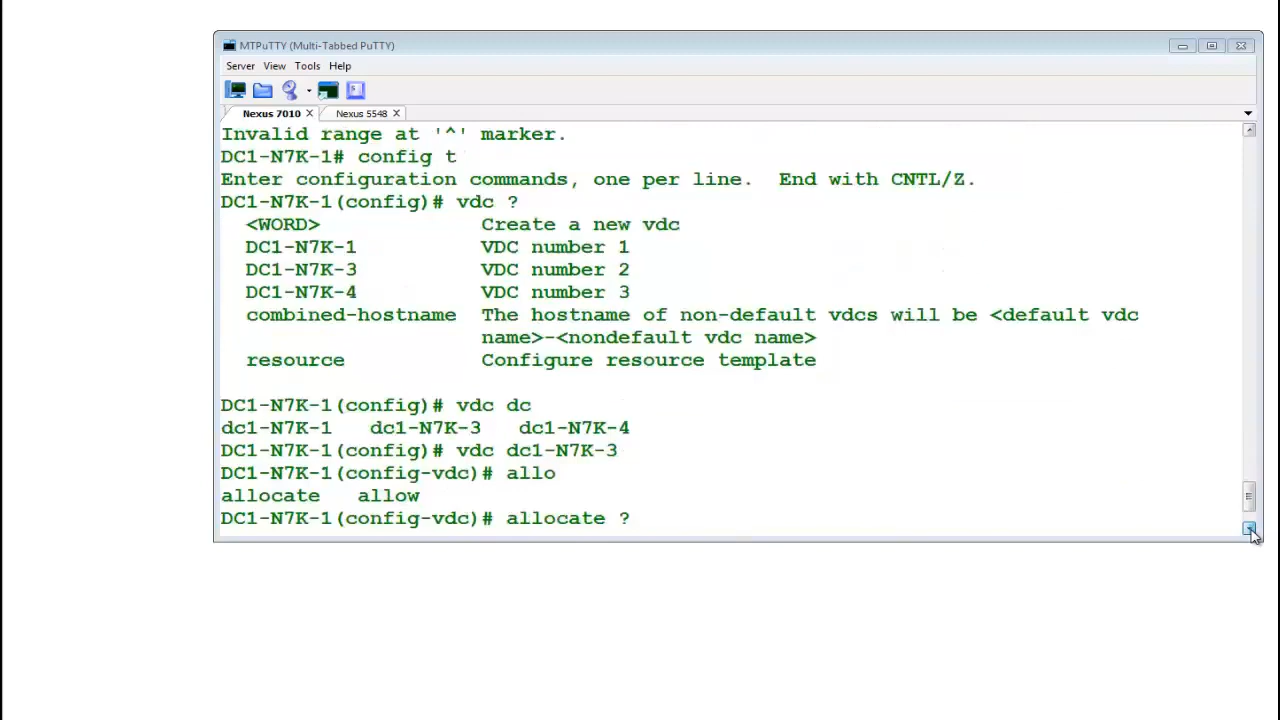 MTPuTTY (Multi-Tabbed PuTTY)
Server View Tools Help
Nexus 7010 Nexus 5548
Invalid range at '^' marker.
DC1-N7K-1# config t
Enter configuration commands, one per line.  End with CNTL/Z.
DC1-N7K-1(config)# vdc ?
<WORD> Create a new vdc
DC1-N7K-1 VDC number 1
DC1-N7K-3 VDC number 2
DC1-N7K-4 VDC number 3
combined-hostname The hostname of non-default vdcs will be <default vdc
name>-<nondefault vdc name>
resource Configure resource template
DC1-N7K-1(config)# vdc dc
dc1-N7K-1 dc1-N7K-3 dc1-N7K-4
DC1-N7K-1(config)# vdc dc1-N7K-3
DC1-N7K-1(config-vdc)# allo
allocate allow
DC1-N7K-1(config-vdc)# allocate ?